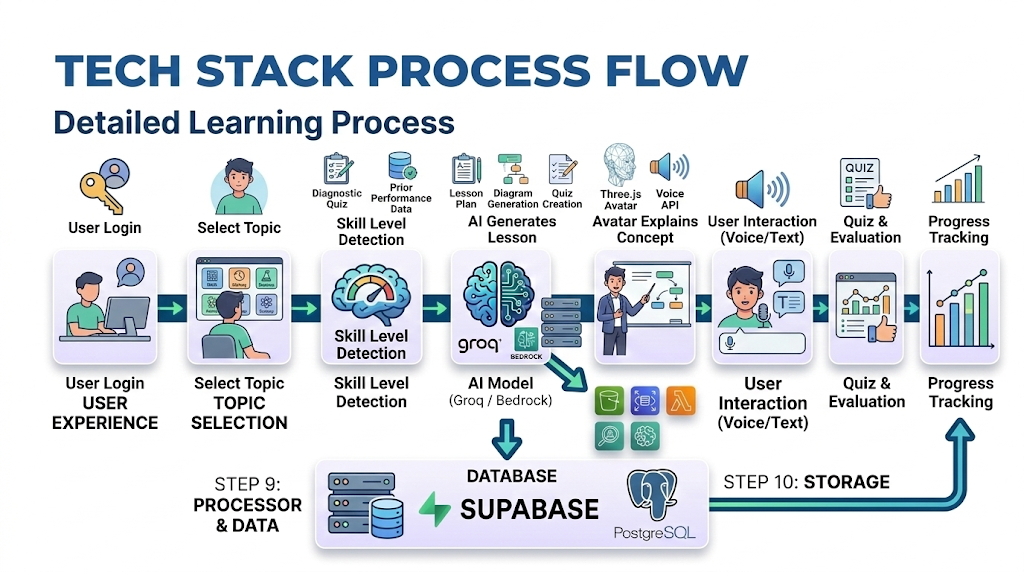 TECH STACK PROCESS FLOW
Detailed Learning Process
Diagnostic
Quiz
Prior
Performance
Data
Lesson
Plan
Diagram
Generation
Quiz
Creation
Three.js
Avatar
Voice
API
QUIZ
User Login
Select Topic
Skill Level
Detection
AI Generates
Lesson
Avatar Explains
Concept
User Interaction
(Voice/Text)
Quiz &
Evaluation
Progress
Tracking
Skill Level
Detection
groq
BEDROCK
T
User Login
USER
EXPERIENCE
Select Topic
TOPIC
SELECTION
Skill Level
Detection
AI Model
(Groq / Bedrock)
User
Interaction
(Voice/Text)
Quiz &
Evaluation
Progress
Tracking
STEP 9:
PROCESSOR
& DATA
DATABASE
SUPABASE
PostgreSQL
STEP 10: STORAGE